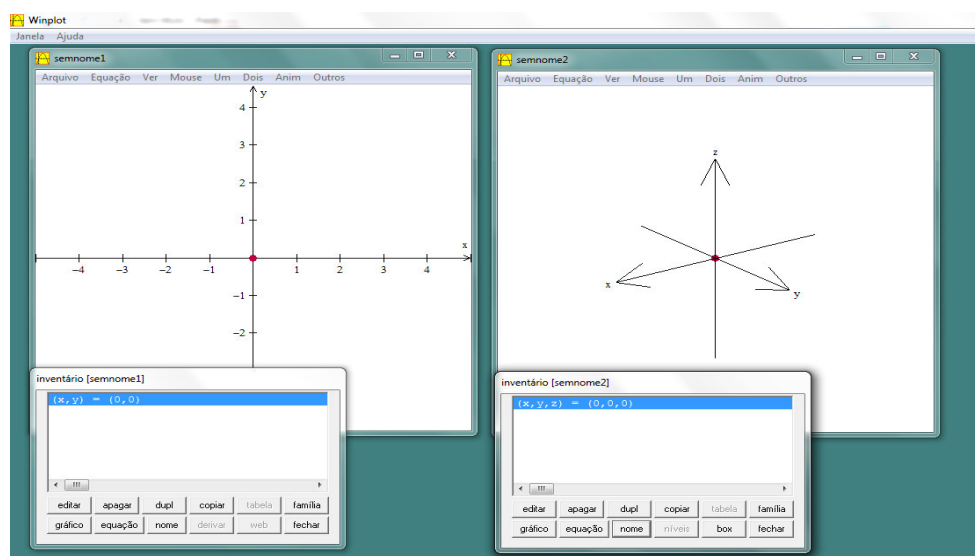 Winplot
Janela Ajuda
semnome1
Arquivo Equação Ver Mouse Um Dois Anim Outros
y
4
3
2
1
x
−4 −3 −2 −1 1 2 3 4
−1
−2
inventário [semnome1]
(x,y) = (0,0)
editar apagar dupl copiar tabela família
gráfico equação nome derivar web fechar
semnome2
Arquivo Equação Ver Mouse Um Dois Anim Outros
z
x
y
inventário [semnome2]
(x,y,z) = (0,0,0)
editar apagar dupl copiar tabela família
gráfico equação nome níveis box fechar